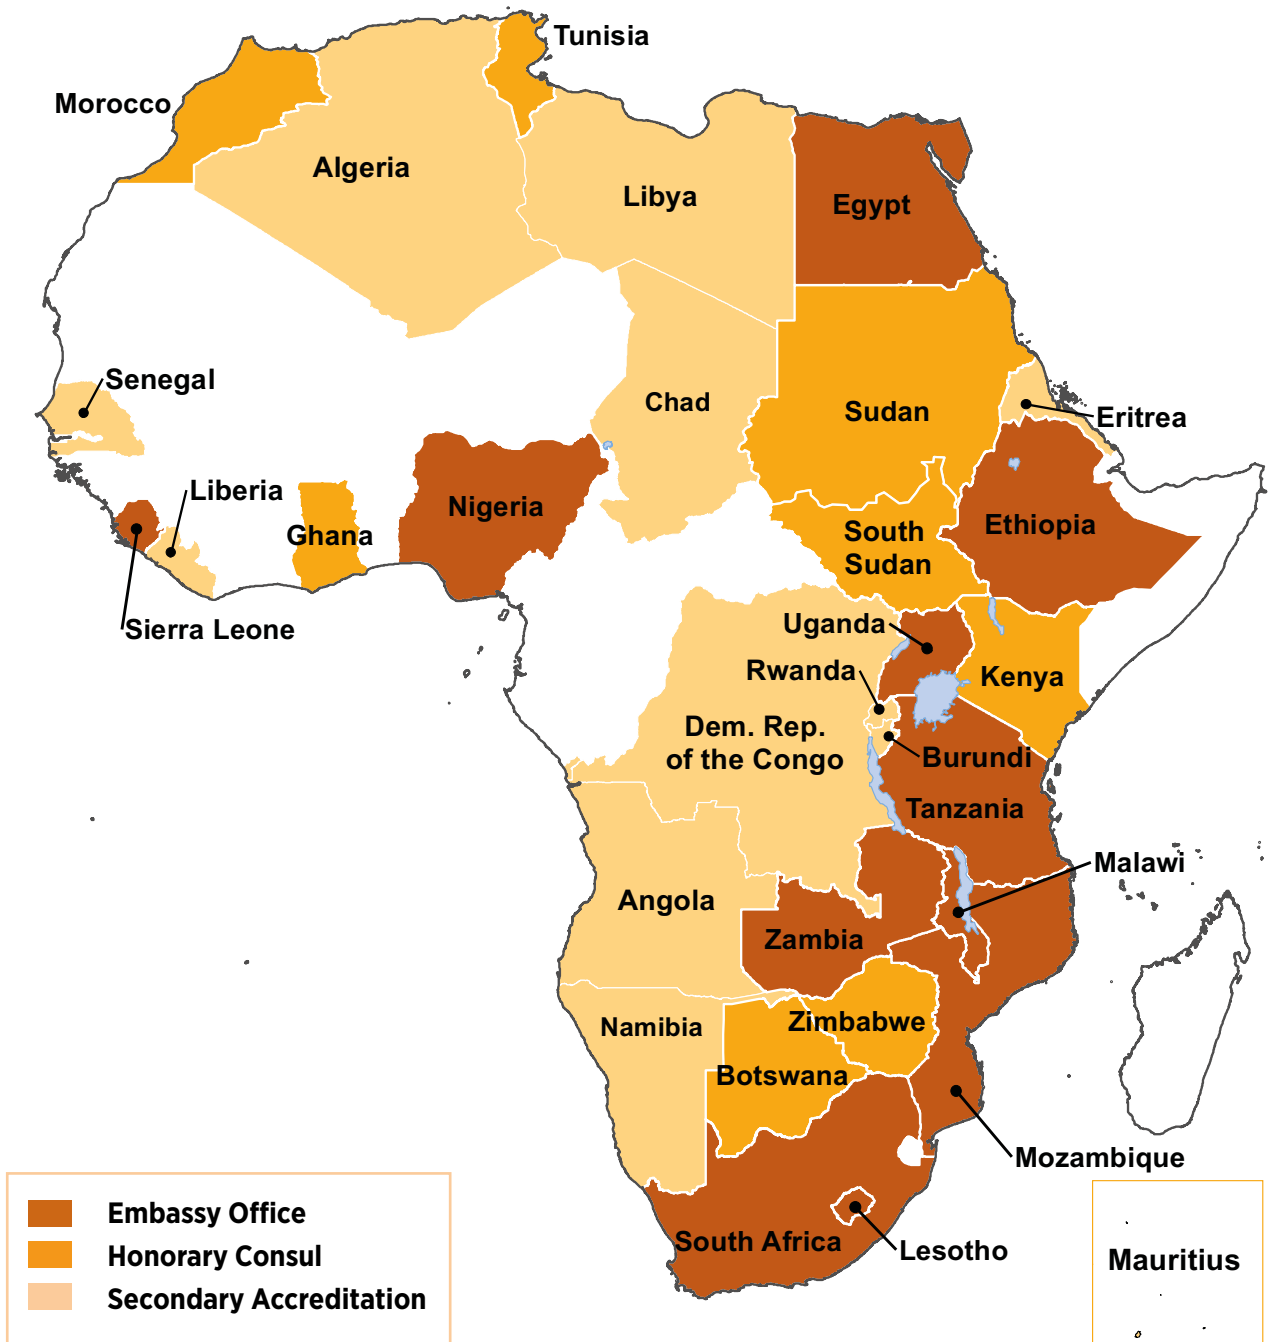 Tunisia
Morocco
Algeria
Libya
Egypt
Senegal
Chad
Sudan
Eritrea
Liberia
Nigeria
Ghana
Ethiopia
South
Sudan
Sierra Leone
Uganda
Rwanda
Kenya
Dem. Rep.
of the Congo
Burundi
Tanzania
Malawi
Angola
Zambia
Namibia
Zimbabwe
Botswana
Mozambique
South Africa
Lesotho
Mauritius
Embassy Office
Honorary Consul
Secondary Accreditation